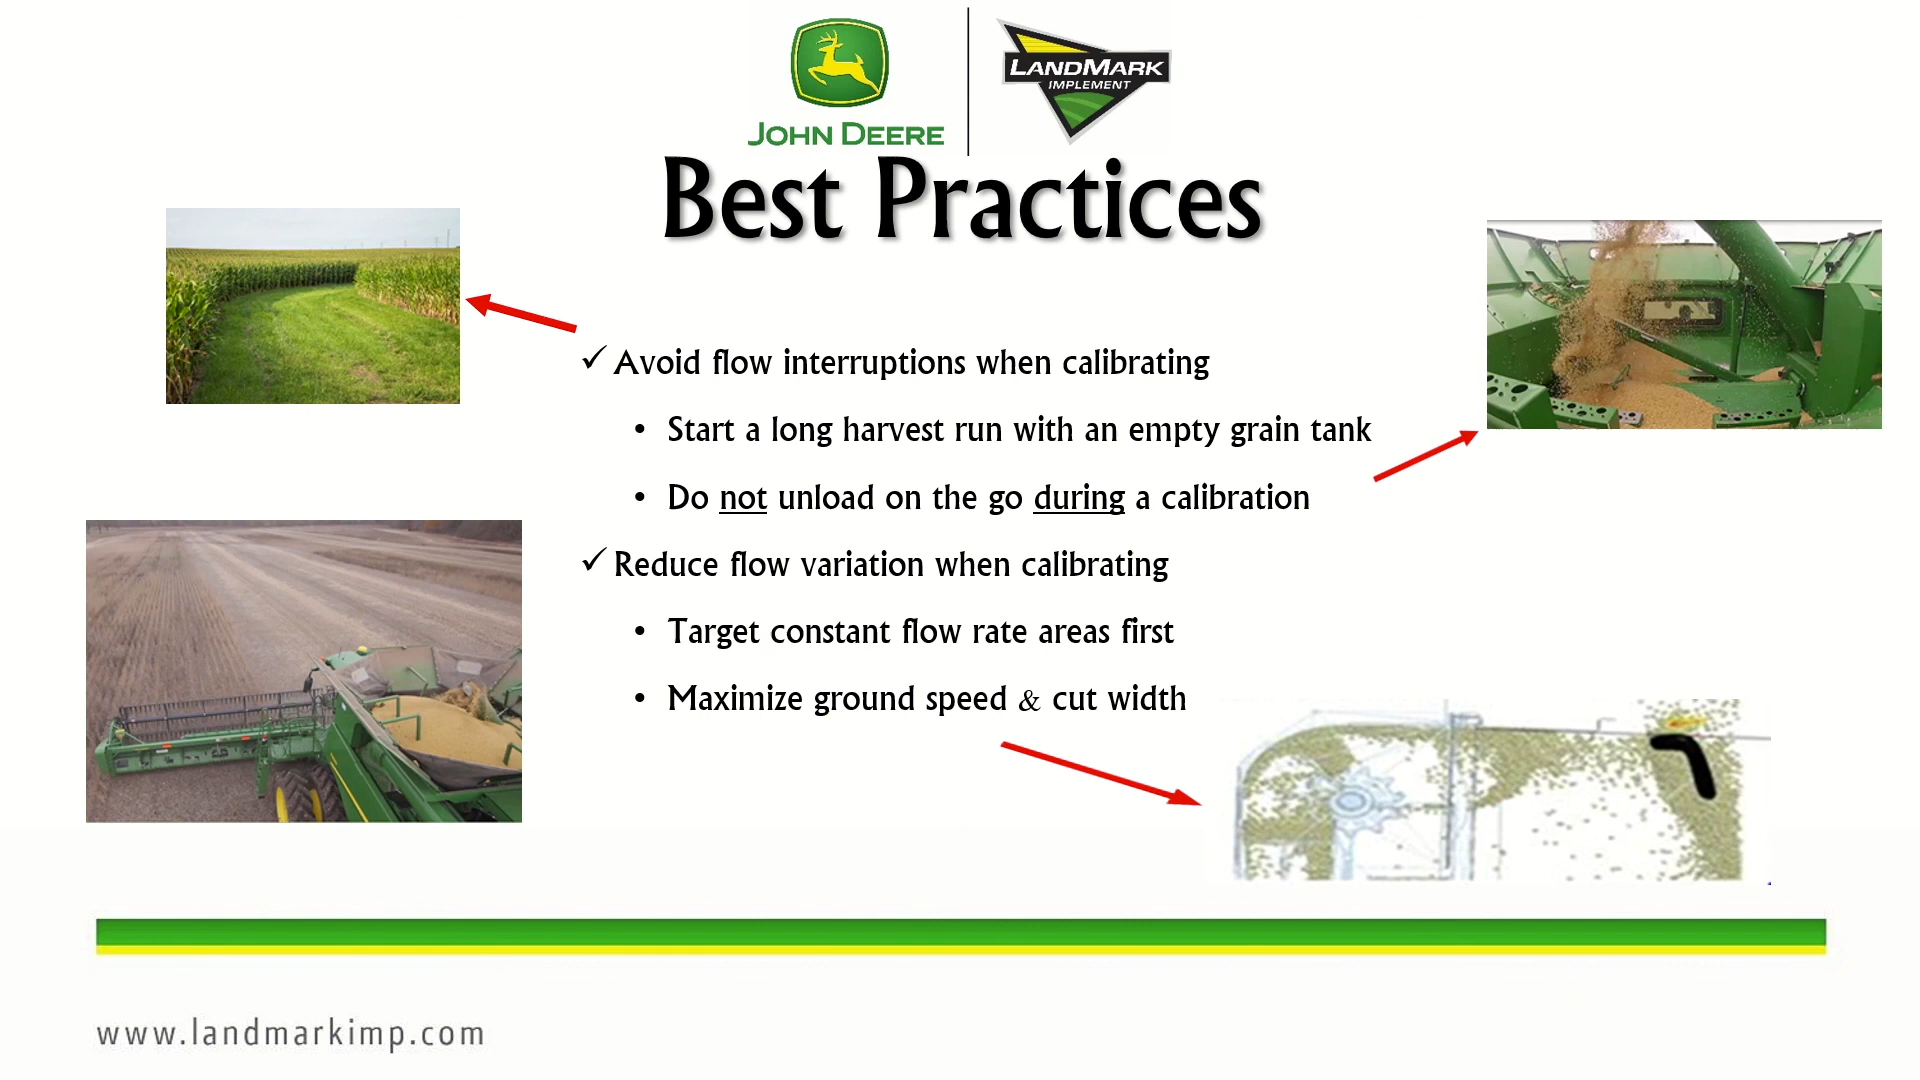 JOHN DEERE
LANDMARK
IMPLEMENT
Best Practices
✓ Avoid flow interruptions when calibrating
• Start a long harvest run with an empty grain tank
• Do not unload on the go during a calibration
✓ Reduce flow variation when calibrating
• Target constant flow rate areas first
• Maximize ground speed & cut width
www.landmarkimp.com